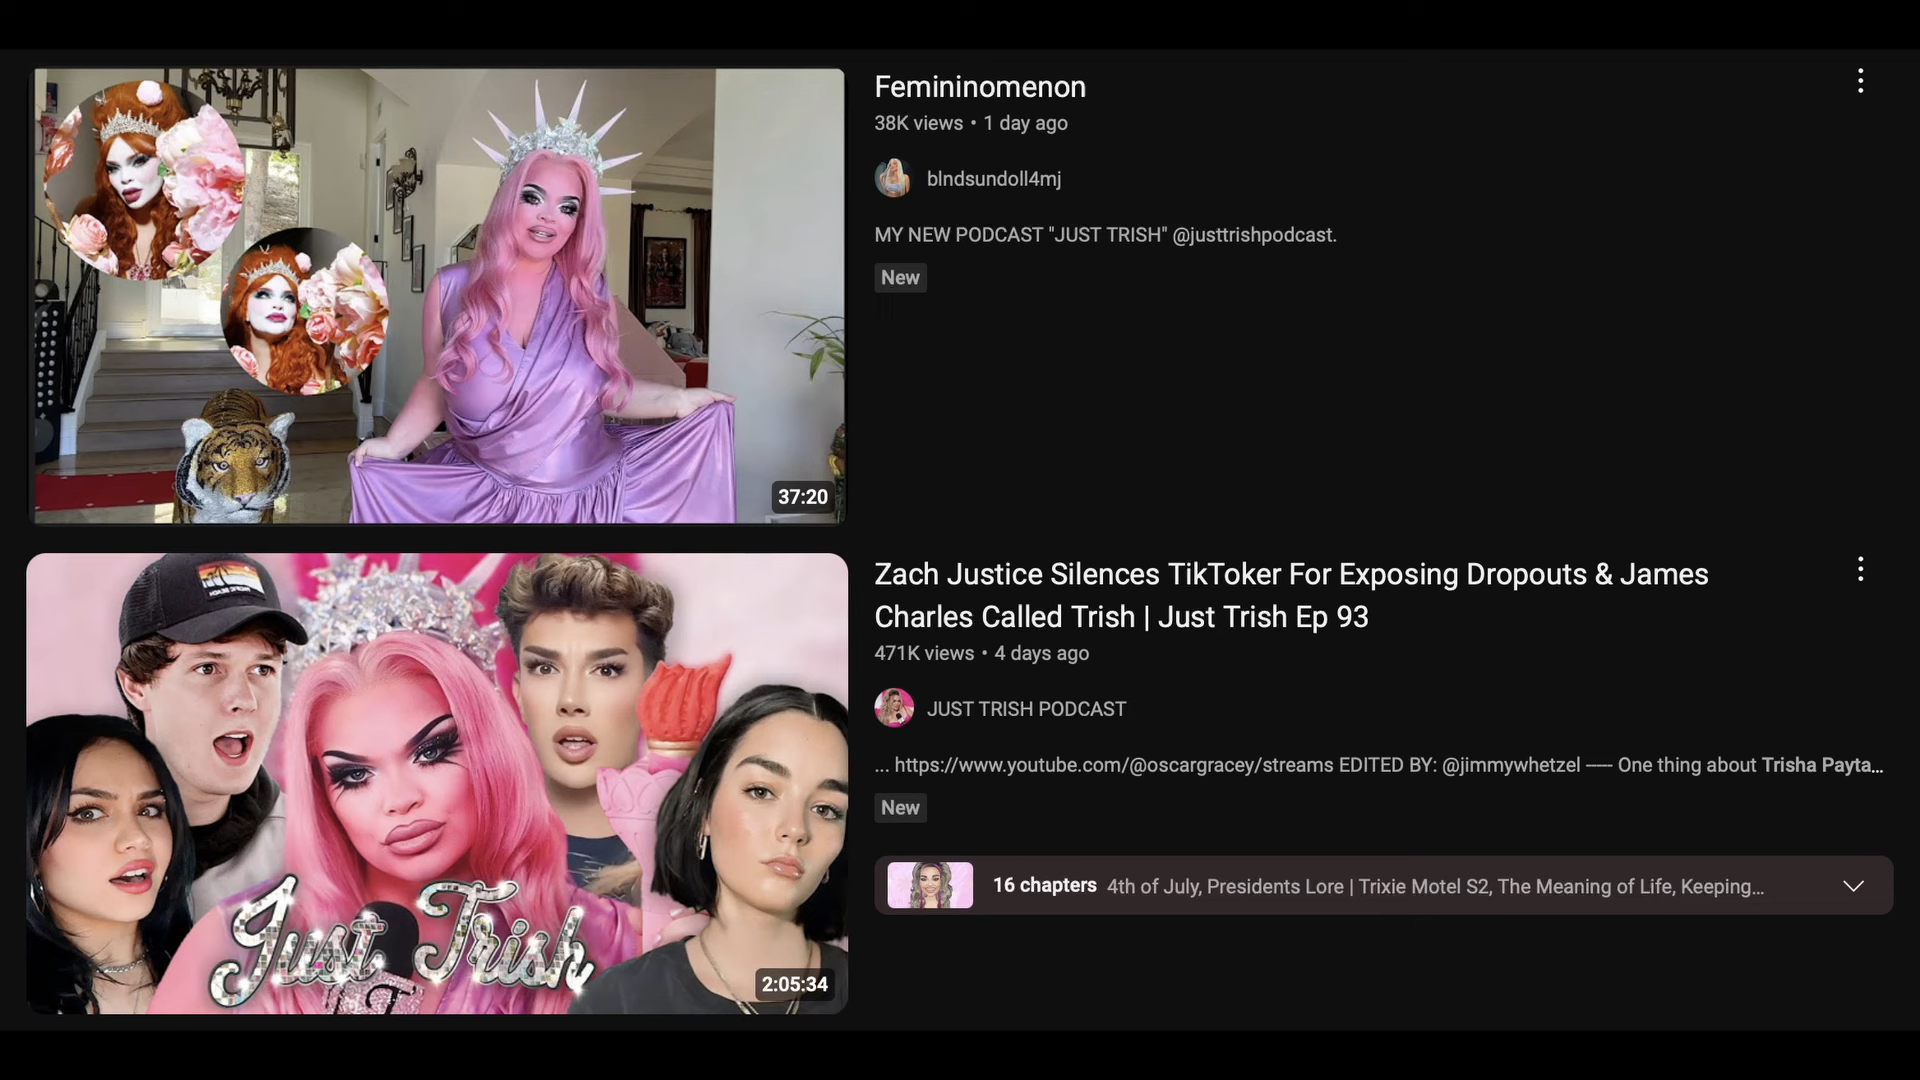 Femininomenon
38K views • 1 day ago
blndsundoll4mj
MY NEW PODCAST "JUST TRISH" @justtrishpodcast.
New
37:20
Zach Justice Silences TikToker For Exposing Dropouts & James
Charles Called Trish | Just Trish Ep 93
471K views • 4 days ago
JUST TRISH PODCAST
... https://www.youtube.com/@oscargracey/streams EDITED BY: @jimmywhetzel ––– One thing about Trisha Payta...
New
16 chapters 4th of July, Presidents Lore | Trixie Motel S2, The Meaning of Life, Keeping...
Just Trish
2:05:34